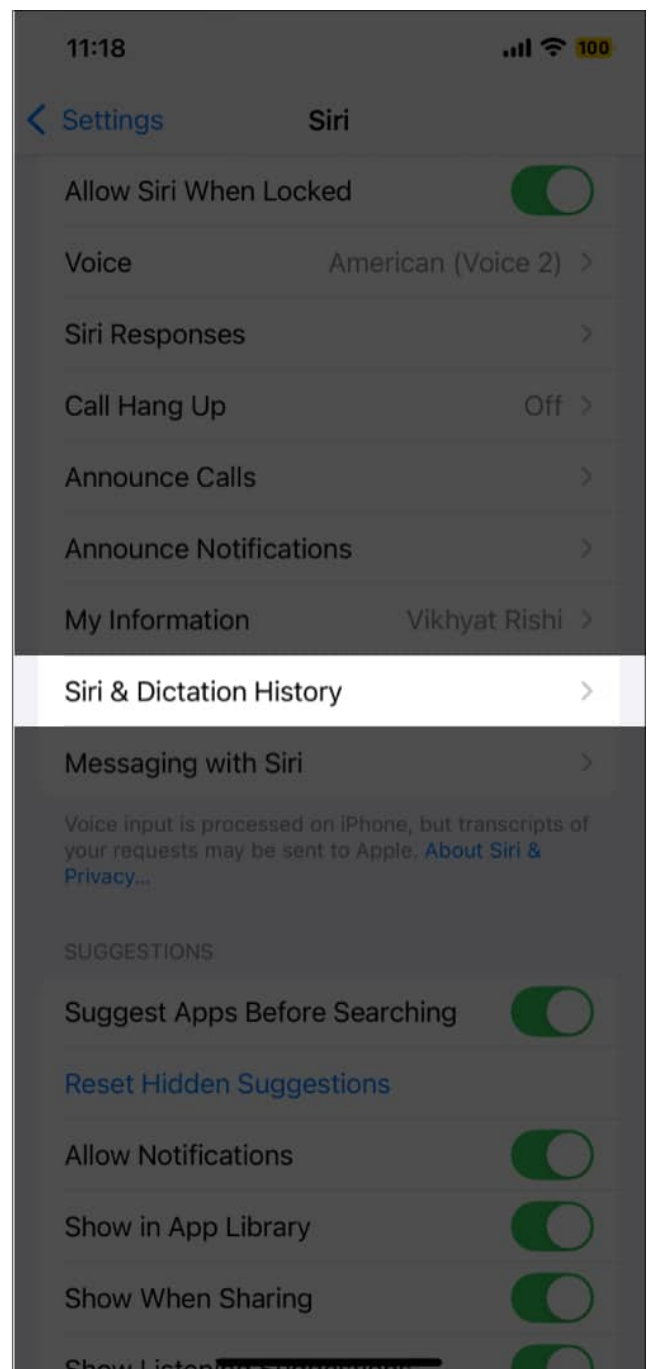 11:18 100
Settings Siri
Allow Siri When Locked
Voice American (Voice 2)
Siri Responses
Call Hang Up Off
Announce Calls
Announce Notifications
My Information Vikhyat Rishi
Siri & Dictation History
Messaging with Siri
Voice input is processed on iPhone, but transcripts of
your requests may be sent to Apple. About Siri &
Privacy...
SUGGESTIONS
Suggest Apps Before Searching
Reset Hidden Suggestions
Allow Notifications
Show in App Library
Show When Sharing
Show